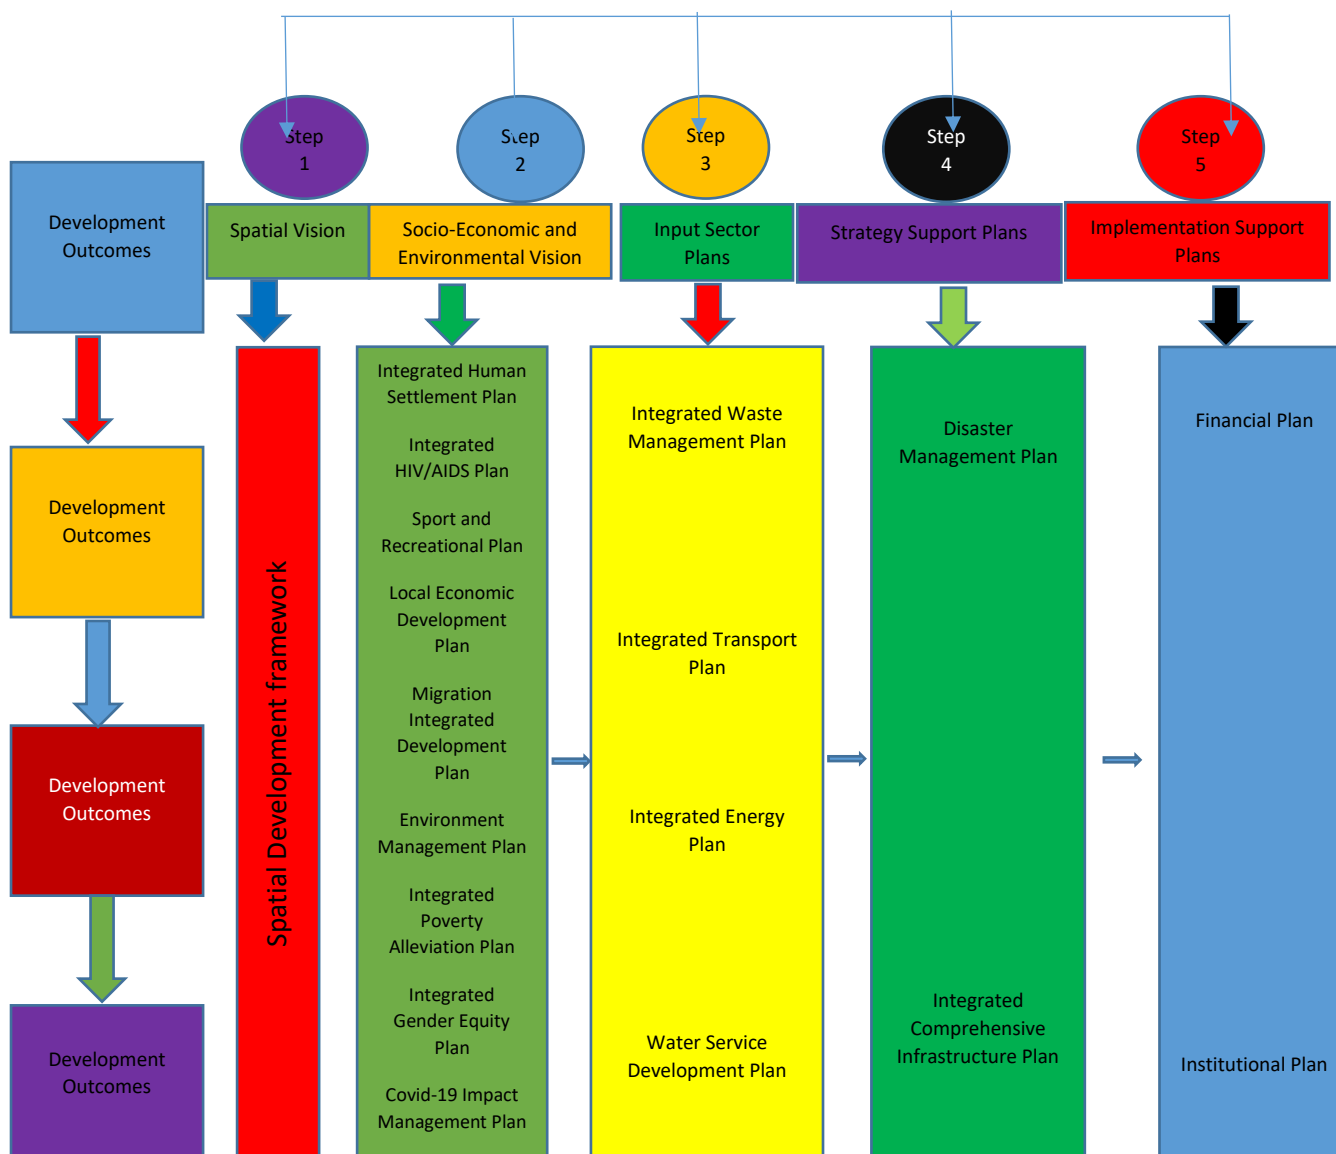 Step
1
Step
2
Step
3
Step
4
Step
5
Development
Outcomes
Spatial Vision
Socio-Economic and
Environmental Vision
Input Sector
Plans
Strategy Support Plans
Implementation Support
Plans
Development
Outcomes
Development
Outcomes
Development
Outcomes
Spatial Development framework
Integrated Human
Settlement Plan
Integrated
HIV/AIDS Plan
Sport and
Recreational Plan
Local Economic
Development
Plan
Migration
Integrated
Development
Plan
Environment
Management Plan
Integrated
Poverty
Alleviation Plan
Integrated
Gender Equity
Plan
Covid-19 Impact
Management Plan
Integrated Waste
Management Plan
Integrated Transport
Plan
Integrated Energy
Plan
Water Service
Development Plan
Disaster
Management Plan
Integrated
Comprehensive
Infrastructure Plan
Financial Plan
Institutional Plan